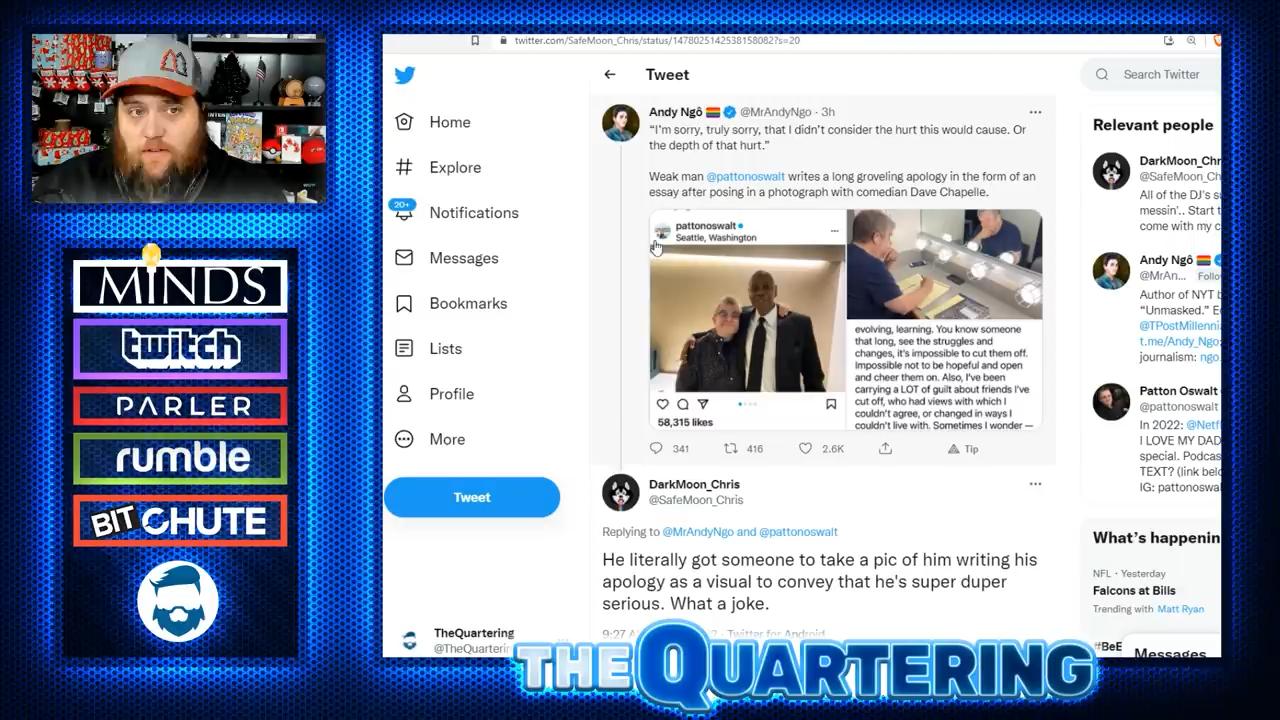 twitter.com/SafeMoon_Chris/status/1478025142538158082?s=20
Tweet
Search Twitter
Home
Explore
20+
Notifications
Messages
Bookmarks
Lists
Profile
More
Tweet
TheQuartering
@TheQuarterin
Andy Ngô @MrAndyNgo · 3h
“I'm sorry, truly sorry, that I didn't consider the hurt this would cause. Or
the depth of that hurt.”
Weak man @pattonoswalt writes a long groveling apology in the form of an
essay after posing in a photograph with comedian Dave Chapelle.
pattonoswalt
Seattle, Washington
58,315 likes
evolving, learning. You know someone
that long, see the struggles and
changes, it's impossible to cut them off.
Impossible not to be hopeful and open
and cheer them on. Also, I've been
carrying a LOT of guilt about friends I've
cut off, who had views with which I
couldn't agree, or changed in ways I
couldn't live with. Sometimes I wonder —
341 416 2.6K Tip
DarkMoon_Chris
@SafeMoon_Chris
Replying to @MrAndyNgo and @pattonoswalt
He literally got someone to take a pic of him writing his
apology as a visual to convey that he's super duper
serious. What a joke.
Twitter for Android
Relevant people
DarkMoon_Chr
@SafeMoon_Ch
All of the DJ's s
messin'.. Start t
come with my c
Andy Ngô
@MrAn... Follo
Author of NYT b
“Unmasked.” E
@TPostMillenni
t.me/Andy_Ngo
journalism: ngo
Patton Oswalt
@pattonoswalt
In 2022: @Netf
I LOVE MY DAD
special. Podcas
TEXT? (link belo
IG: pattonoswal
What's happenin
NFL · Yesterday
Falcons at Bills
Trending with Matt Ryan
#BeE
Messages
MINDS
twitch
PARLER
rumble
BITCHUTE
THE QUARTERING